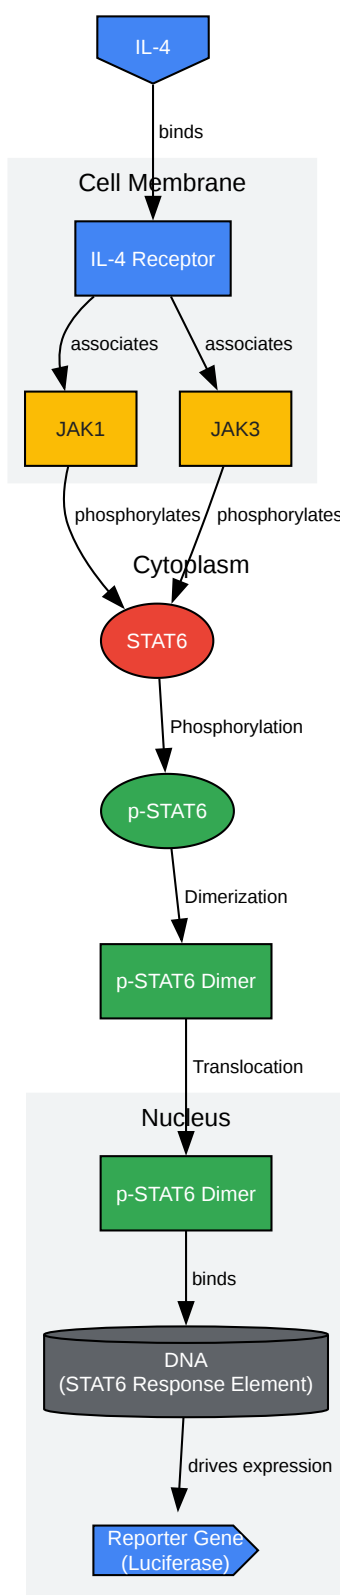 IL-4
binds
Cell Membrane
IL-4 Receptor
associates
associates
JAK1
JAK3
phosphorylates
phosphorylates
Cytoplasm
STAT6
Phosphorylation
p-STAT6
Dimerization
p-STAT6 Dimer
Translocation
Nucleus
p-STAT6 Dimer
binds
DNA
(STAT6 Response Element)
drives expression
Reporter Gene
(Luciferase)